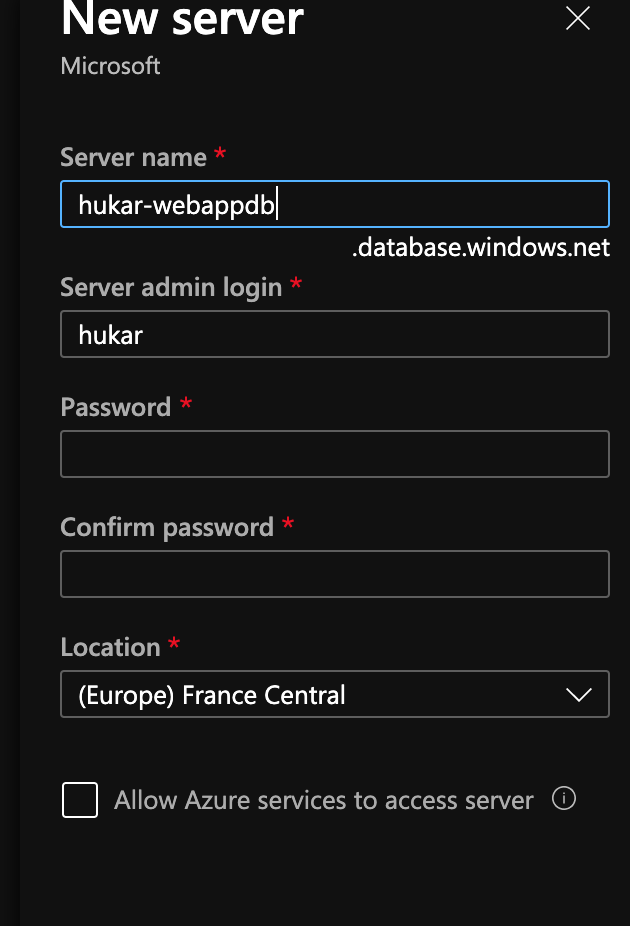 New server
Microsoft
Server name *
hukar-webappdb
.database.windows.net
Server admin login *
hukar
Password *
Confirm password *
Location *
(Europe) France Central
Allow Azure services to access server